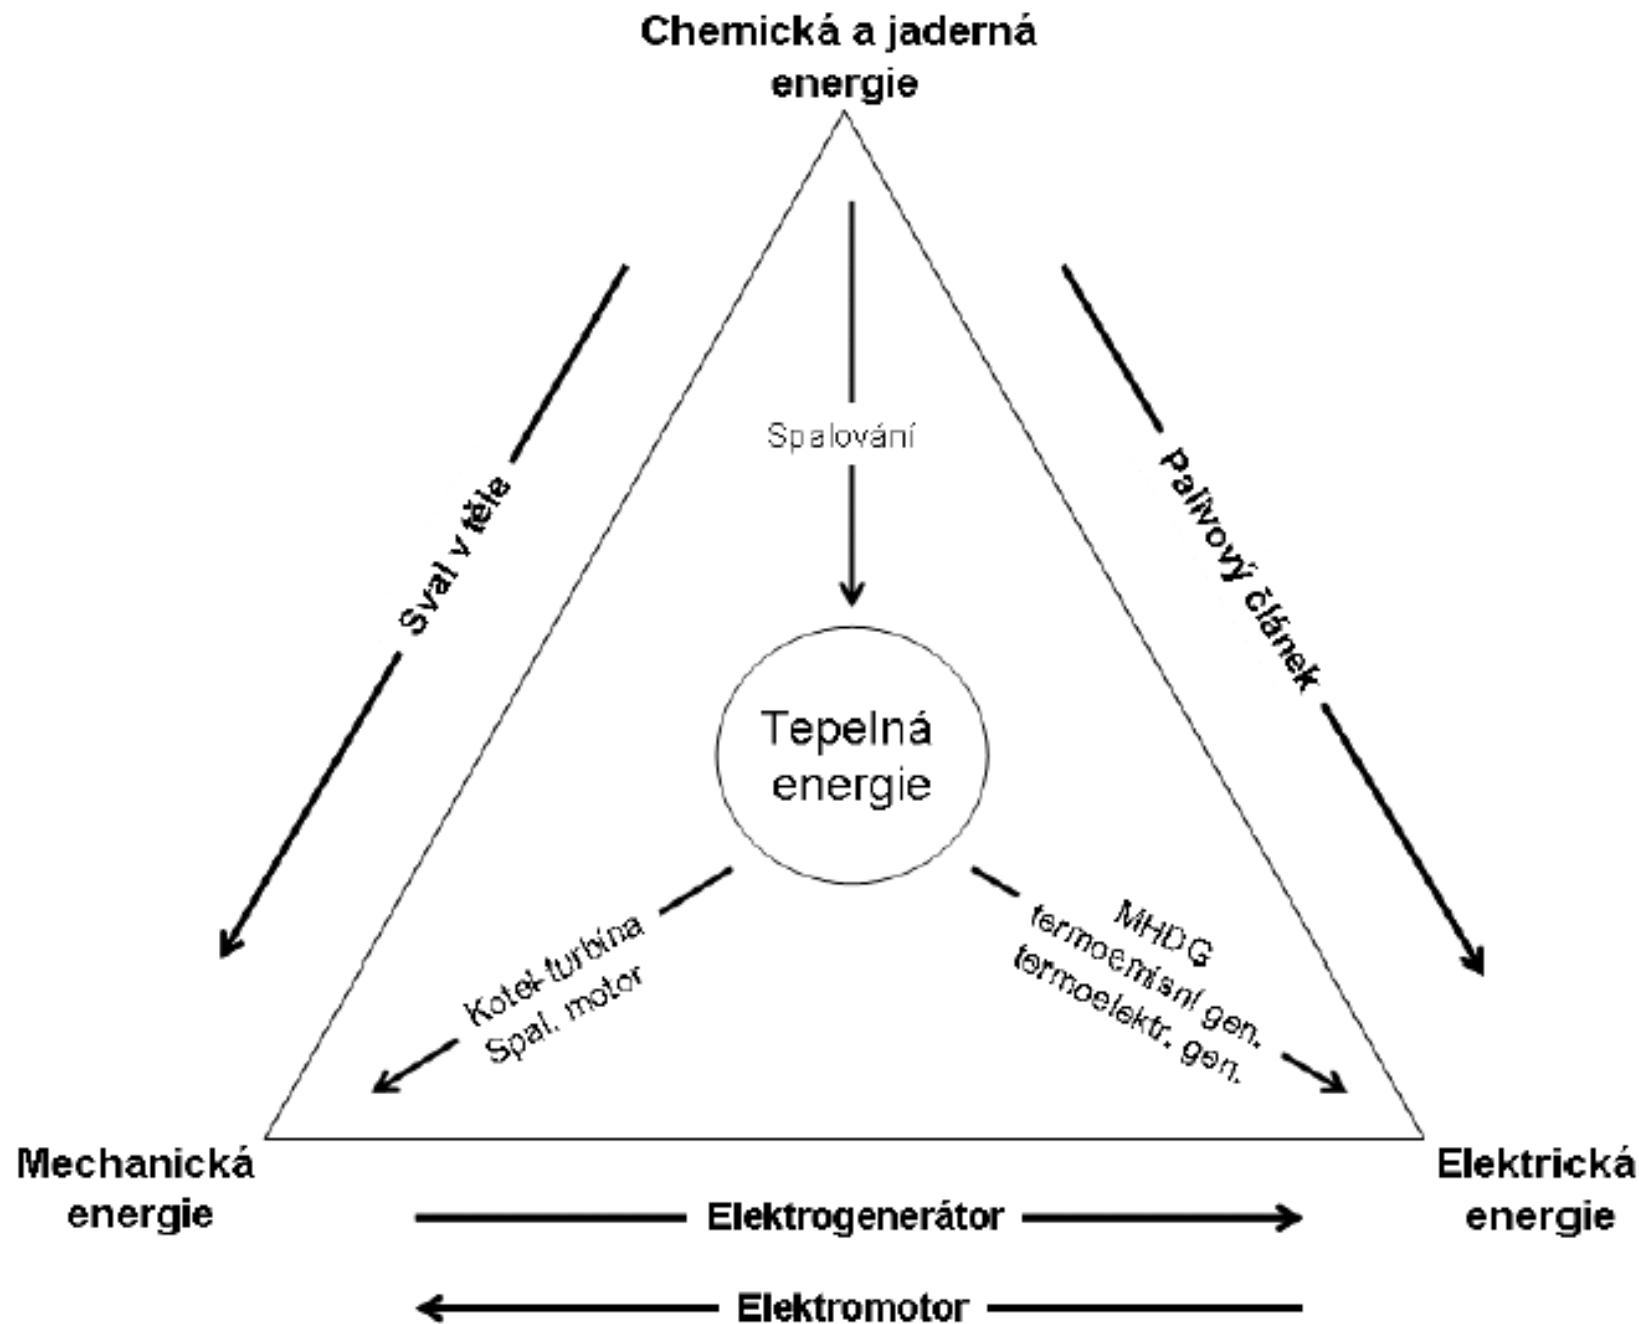 Chemická a jaderná
energie
Spalování
Sval v těle
Palivový článek
Tepelná
energie
Kotel-turbína
Spal. motor
MHDG
termoemisní gen.
termoelektr. gen.
Mechanická
energie
Elektrická
energie
Elektrogenerátor
Elektromotor